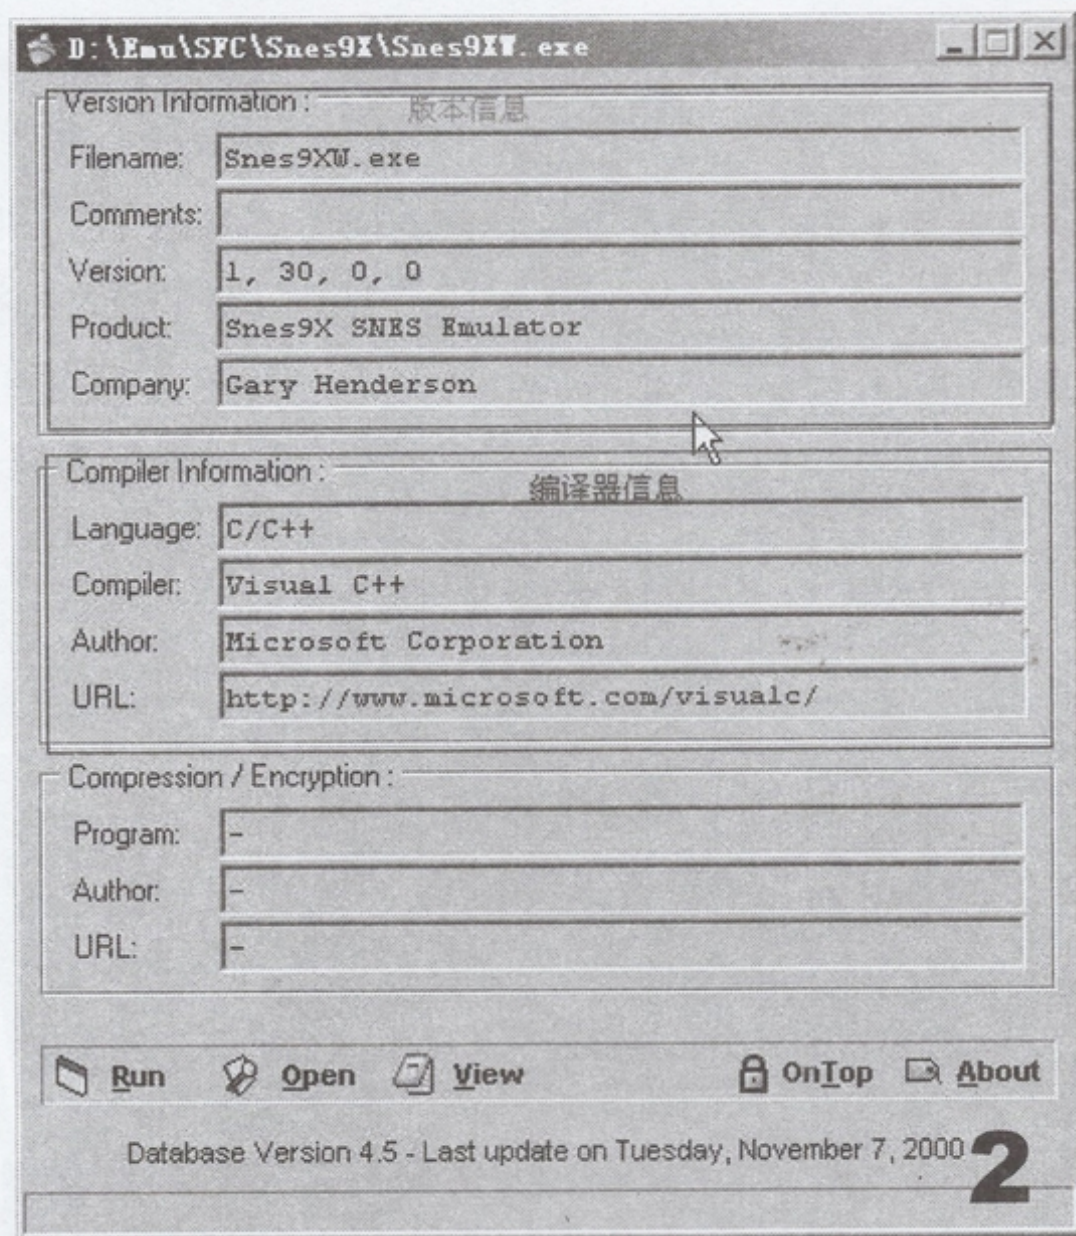 D:\Emu\SFC\Snes9X\Snes9XW.exe
Version Information :
版本信息
Filename: Snes9XW.exe
Comments:
Version: 1, 30, 0, 0
Product: Snes9X SNES Emulator
Company: Gary Henderson
Compiler Information :
编译器信息
Language: C/C++
Compiler: Visual C++
Author: Microsoft Corporation
URL: http://www.microsoft.com/visualc/
Compression / Encryption :
Program: -
Author: -
URL: -
Run Open View OnTop About
Database Version 4.5 - Last update on Tuesday, November 7, 2000
2